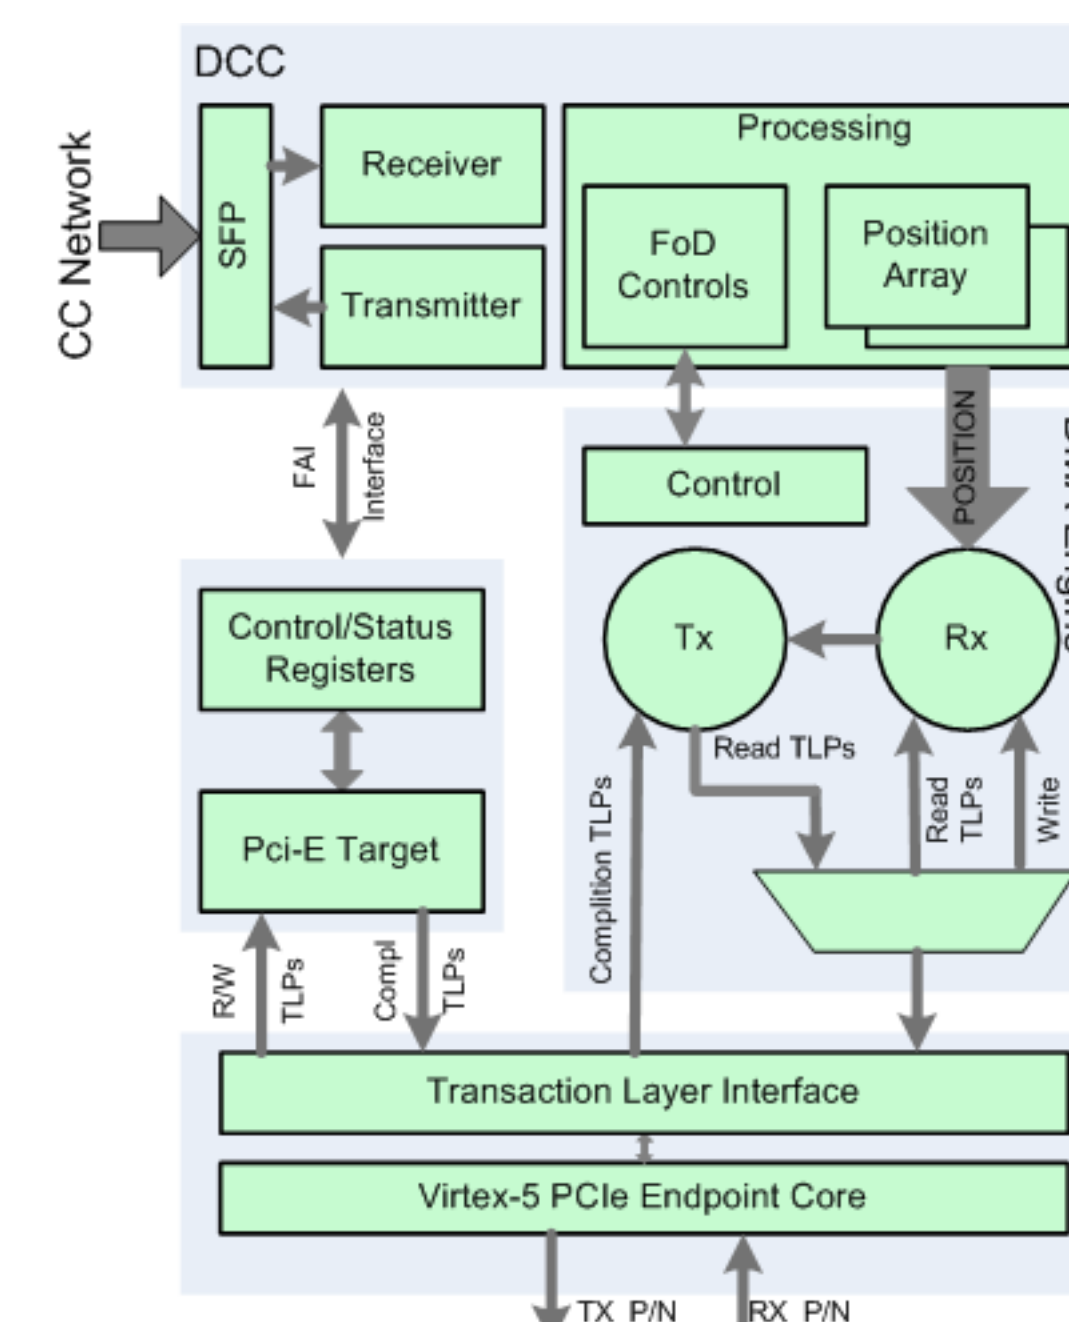 DCC
CC Network
SFP
Receiver
Transmitter
Processing
FoD
Controls
Position
Array
FAI
Interface
Control
POSITION
Control/Status
Registers
Tx
Rx
Read TLPs
Pci-E Target
Complition TLPs
Read
TLPs
Write
R/W
TLPs
Compl
TLPs
Transaction Layer Interface
Virtex-5 PCIe Endpoint Core
TX P/N
RX P/N